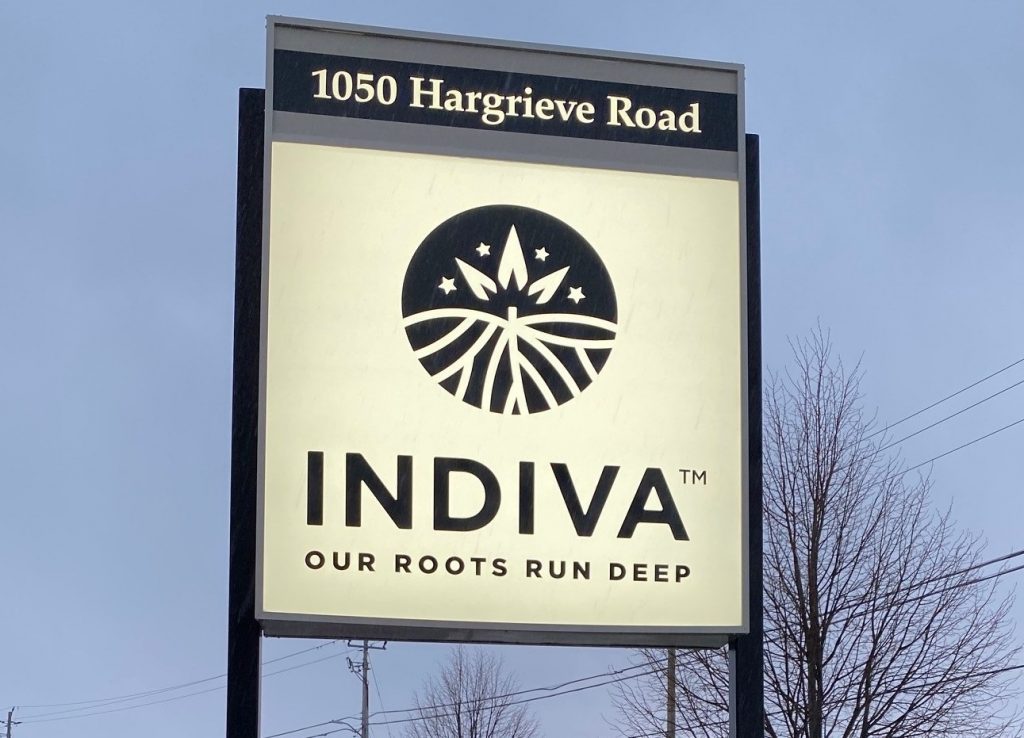 1050 Hargrieve Road
INDIVA™
OUR ROOTS RUN DEEP